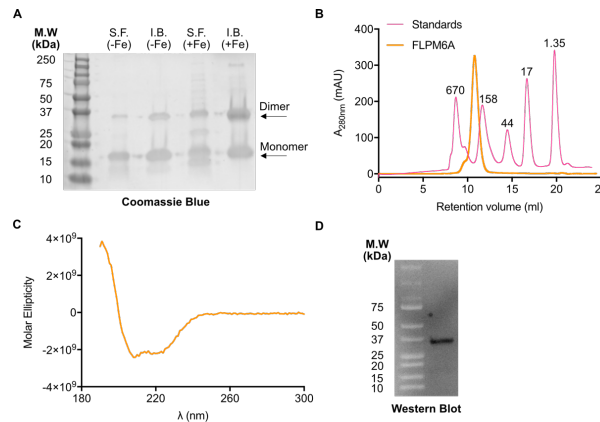 A
M.W
(kDa)
S.F.
(-Fe)
I.B.
(-Fe)
S.F.
(+Fe)
I.B.
(+Fe)
250
75
50
37
25
20
15
10
Dimer
Monomer
Coomassie Blue
B
Standards
FLPM6A
A280nm (mAU)
400
300
200
100
0
670
158
44
17
1.35
0 5 10 15 20 25
Retention volume (ml)
C
Molar Ellipticity
4×10⁹
2×10⁹
0
-2×10⁹
-4×10⁹
180 220 260 300
λ (nm)
D
M.W
(kDa)
75
50
37
25
20
15
10
Western Blot